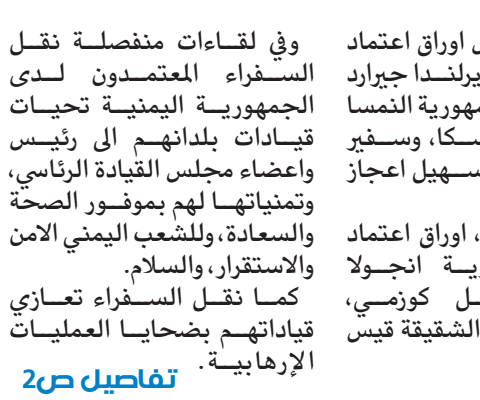 ل اوراق اعتماد
يرلندا جيرارد
مهورية النمسا
سكا، وسفير
سهيل اعجاز
، اوراق اعتماد
رية انجولا
ل كوزمي،
الشقيقة قيس
وفي لقاءات منفصلة نقل
السفراء المعتمدون لدى
الجمهورية اليمنية تحيات
قيادات بلدانهم الى رئيس
واعضاء مجلس القيادة الرئاسي،
وتمنياتها لهم بموفور الصحة
والسعادة، وللشعب اليمني الامن
والاستقرار، والسلام.
كما نقل السفراء تعازي
قياداتهم بضحايا العمليات
الإرهابية.
تفاصيل ص2